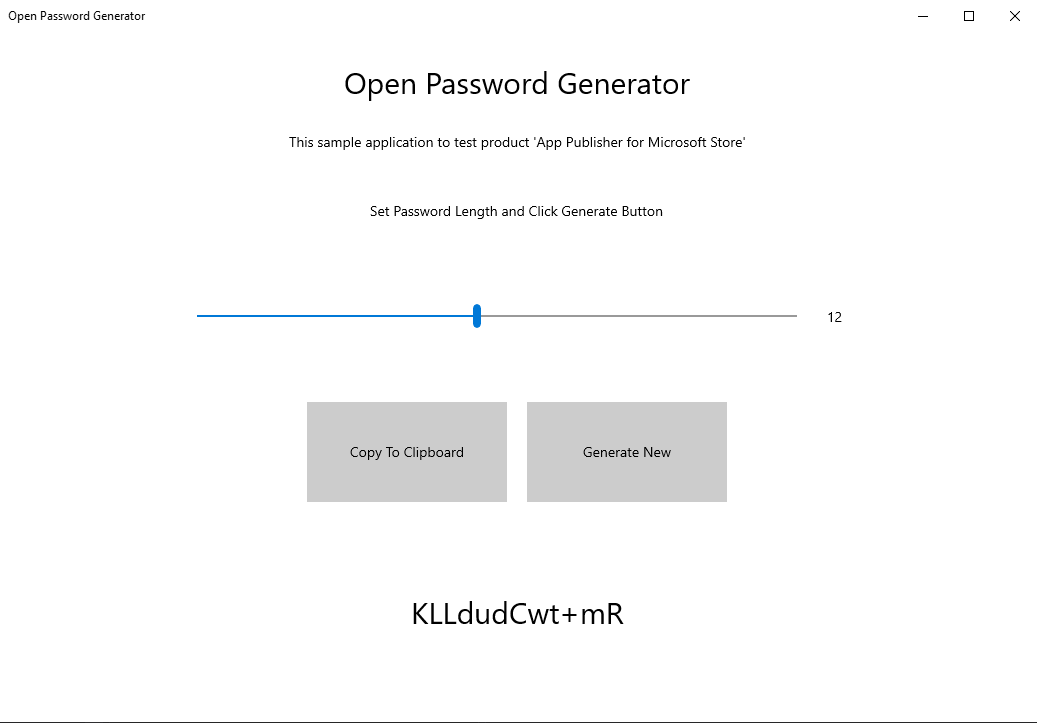 Open Password Generator
Open Password Generator
This sample application to test product 'App Publisher for Microsoft Store'
Set Password Length and Click Generate Button
12
Copy To Clipboard
Generate New
KLLdudCwt+mR